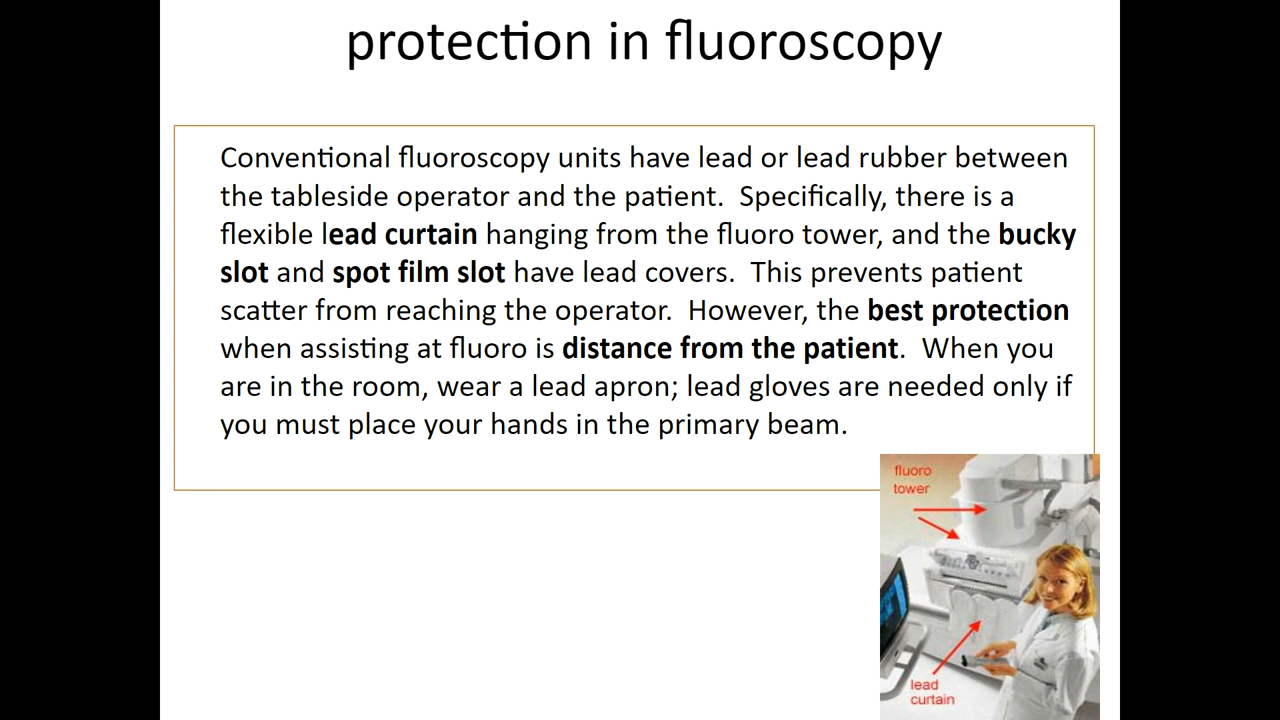 protection in fluoroscopy
Conventional fluoroscopy units have lead or lead rubber between
the tableside operator and the patient.  Specifically, there is a
flexible lead curtain hanging from the fluoro tower, and the bucky
slot and spot film slot have lead covers.  This prevents patient
scatter from reaching the operator.  However, the best protection
when assisting at fluoro is distance from the patient.  When you
are in the room, wear a lead apron; lead gloves are needed only if
you must place your hands in the primary beam.
fluoro
tower
lead
curtain